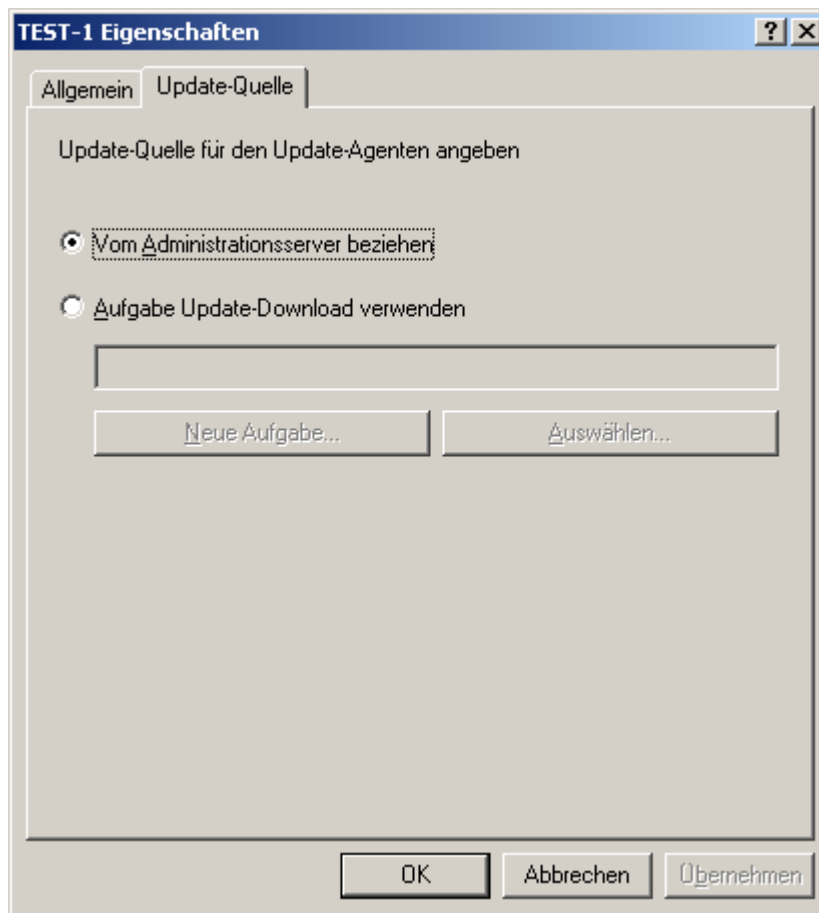 TEST-1 Eigenschaften
Allgemein
Update-Quelle
Update-Quelle für den Update-Agenten angeben
Vom Administrationsserver beziehen
Aufgabe Update-Download verwenden
Neue Aufgabe...
Auswählen...
OK
Abbrechen
Übernehmen